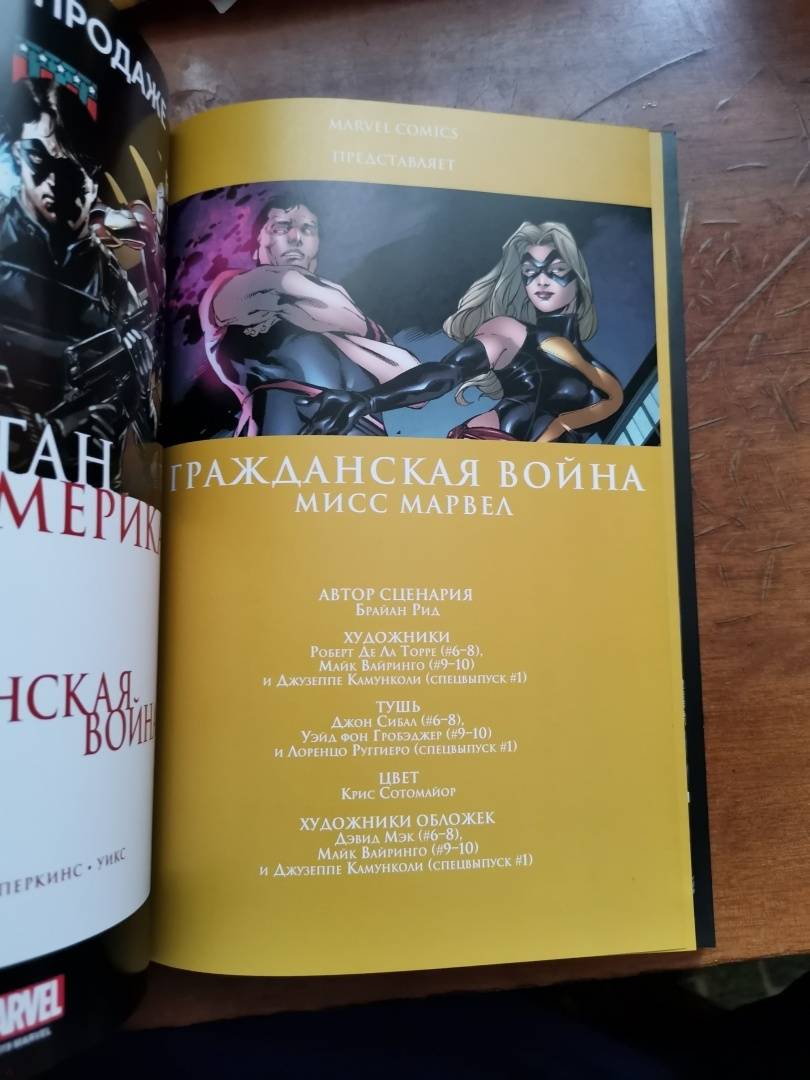 ПРОДАЖЕ
ТАН
МЕРИКА
НСКАЯ
ВОЙНА
ПЕРКИНС • УИКС
MARVEL
MARVEL COMICS
ПРЕДСТАВЛЯЕТ
ГРАЖДАНСКАЯ ВОЙНА
МИСС МАРВЕЛ
АВТОР СЦЕНАРИЯ
Брайан Рид
ХУДОЖНИКИ
Роберт Де Ла Торре (#6–8),
Майк Вайринго (#9–10)
и Джузеппе Камунколи (спецвыпуск #1)
ТУШЬ
Джон Сибал (#6–8),
Уэйд фон Гробэджер (#9–10)
и Лоренцо Руггиеро (спецвыпуск #1)
ЦВЕТ
Крис Сотомайор
ХУДОЖНИКИ ОБЛОЖЕК
Дэвид Мэк (#6–8),
Майк Вайринго (#9–10)
и Джузеппе Камунколи (спецвыпуск #1)